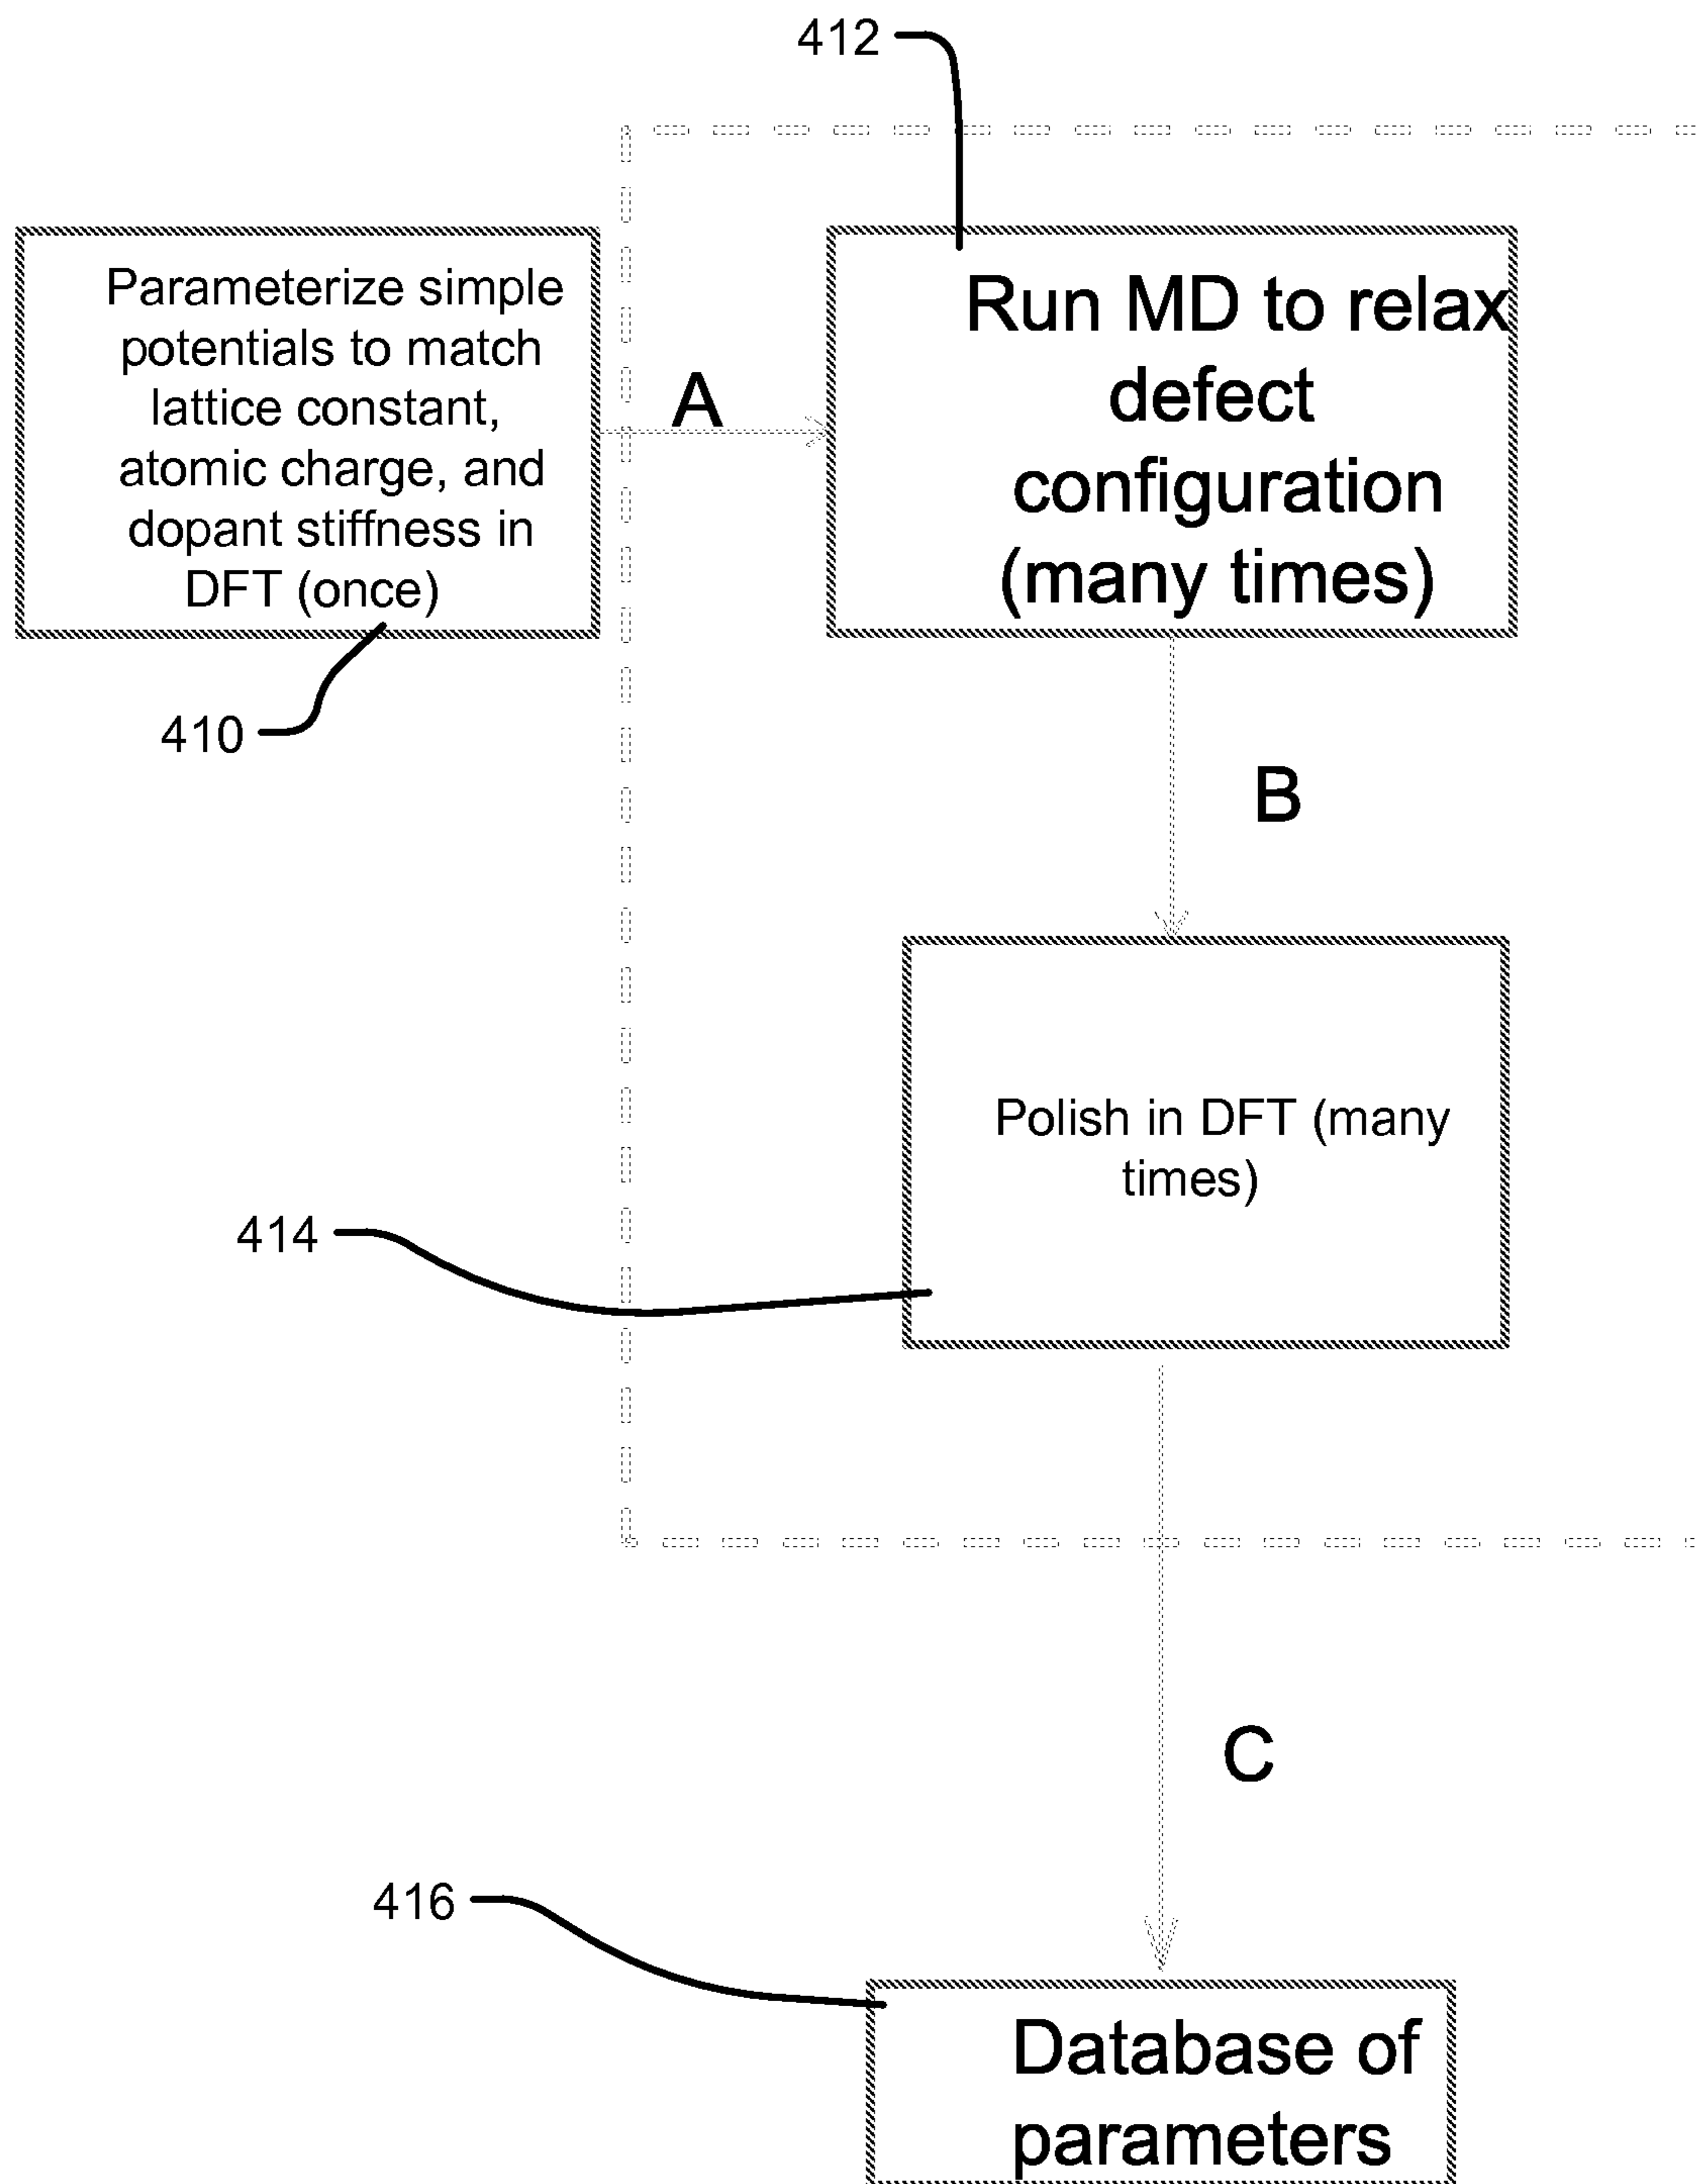 412
Parameterize simple
potentials to match
lattice constant,
atomic charge, and
dopant stiffness in
DFT (once)
410
A
Run MD to relax
defect
configuration
(many times)
B
Polish in DFT (many
times)
414
C
416
Database of
parameters